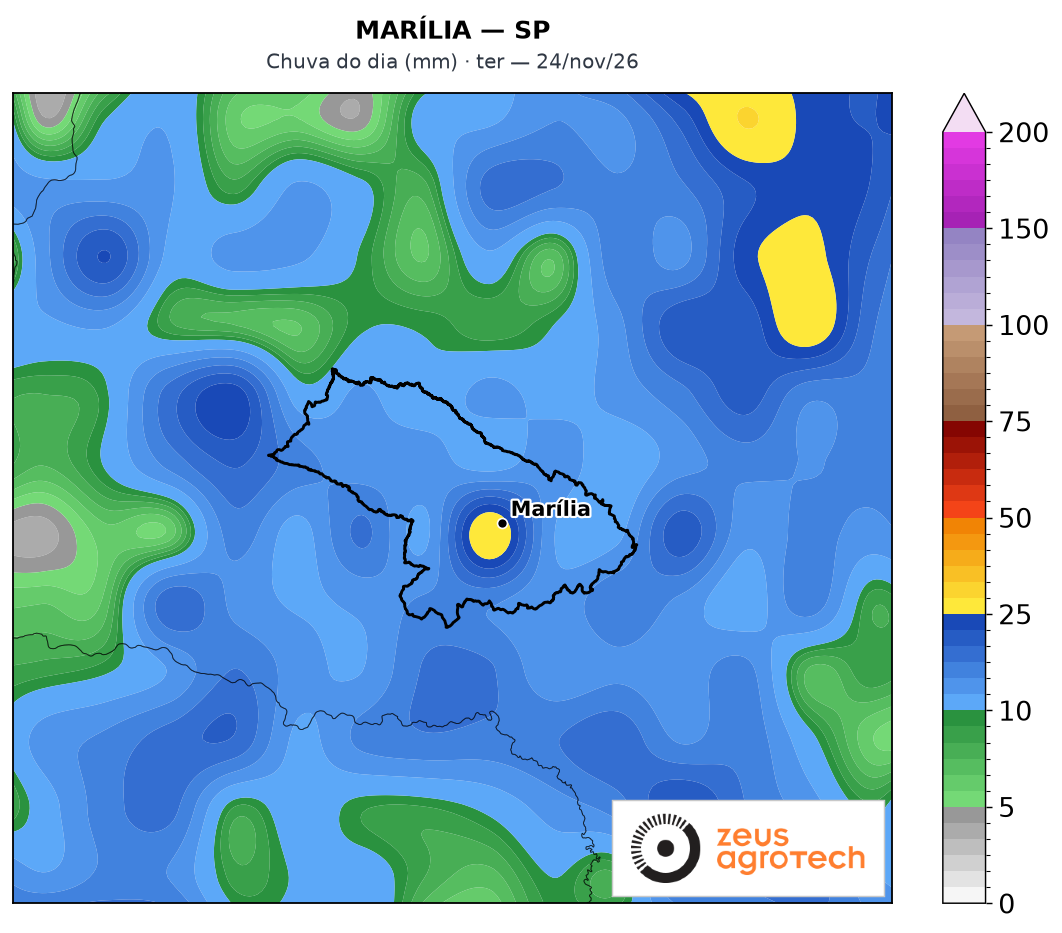 MARÍLIA — SP
Chuva do dia (mm) · ter — 24/nov/26
200
150
100
75
50
25
10
5
0
Marília
zeus
agrotech